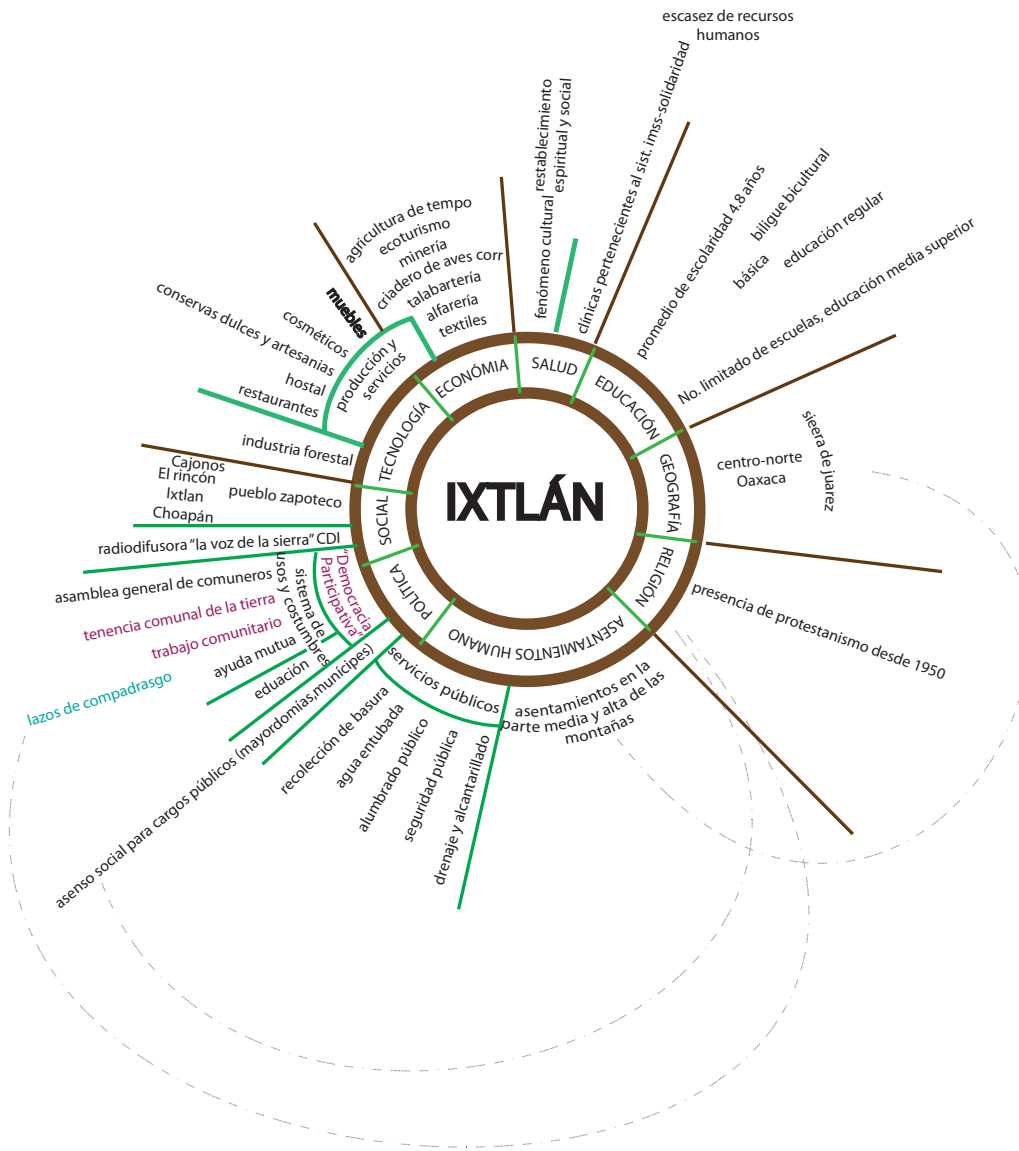 IXTLÁN
SALUD
fenómeno cultural
restablecimiento
espiritual y social
clínicas pertenecientes al sist. imss-solidaridad
escasez de recursos
humanos
EDUCACIÓN
promedio de escolaridad 4.8 años
básica
biligue bicultural
educación regular
No. limitado de escuelas, educación media superior
GEOGRAFÍA
centro-norte
Oaxaca
sieera de juarez
RELIGIÓN
presencia de protestanismo desde 1950
ASENTAMIENTOS HUMANO
asentamientos en la
parte media y alta de las
montañas
servicios públicos
drenaje y alcantarillado
seguridad pública
alumbrado público
agua entubada
recolección de basura
POLÍTICA
"Democracia
Participativa"
sistema de
usos y costumbres
asamblea general de comuneros
tenencia comunal de la tierra
trabajo comunitario
ayuda mutua
eduación
lazos de compadrasgo
asenso social para cargos públicos (mayordomías,munícipes)
SOCIAL
radiodifusora "la voz de la sierra" CDI
pueblo zapoteco
Cajonos
El rincón
Ixtlan
Choapán
TECNOLOGÍA
industria forestal
producción y
servicios
restaurantes
hostal
conservas dulces y artesanias
cosméticos
muebles
ECONÓMIA
agricultura de tempo
ecoturismo
minería
criadero de aves corr
talabartería
alfarería
textiles